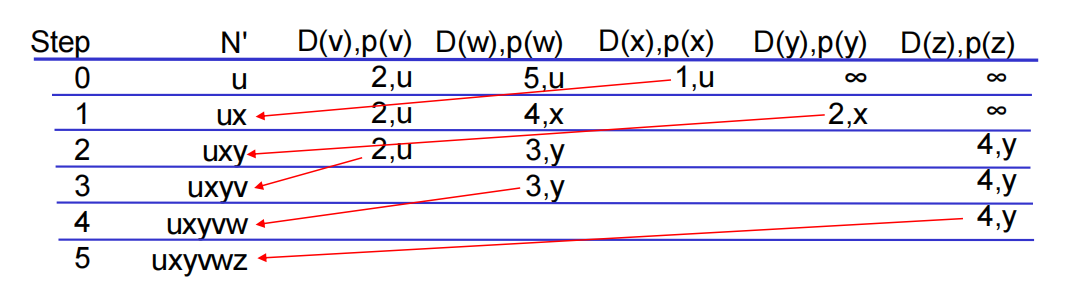 Step N' D(v),p(v) D(w),p(w) D(x),p(x) D(y),p(y) D(z),p(z)
0 u 2,u 5,u 1,u ∞ ∞
1 ux 2,u 4,x 2,x ∞
2 uxy 2,u 3,y 4,y
3 uxyv 3,y 4,y
4 uxyvw 4,y
5 uxyvwz